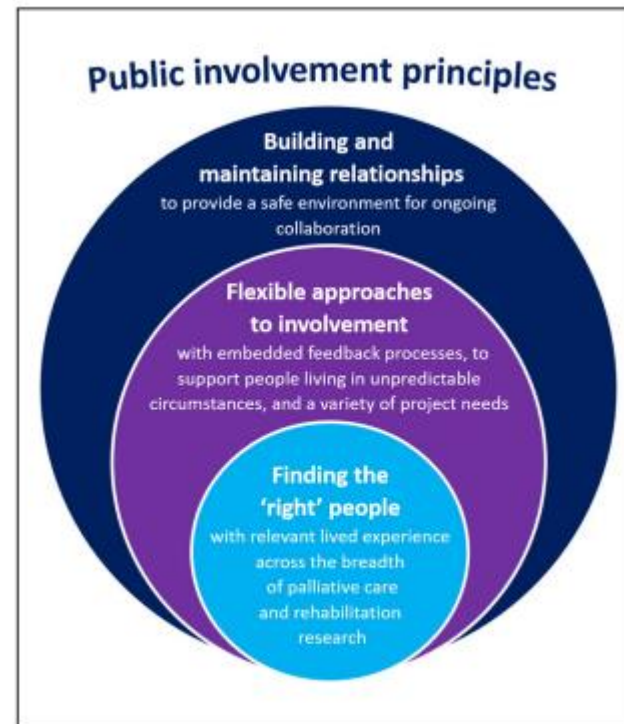 Public involvement principles
Building and
maintaining relationships
to provide a safe environment for ongoing
collaboration
Flexible approaches
to involvement
with embedded feedback processes, to
support people living in unpredictable
circumstances, and a variety of project needs
Finding the
‘right’ people
with relevant lived experience
across the breadth
of palliative care
and rehabilitation
research